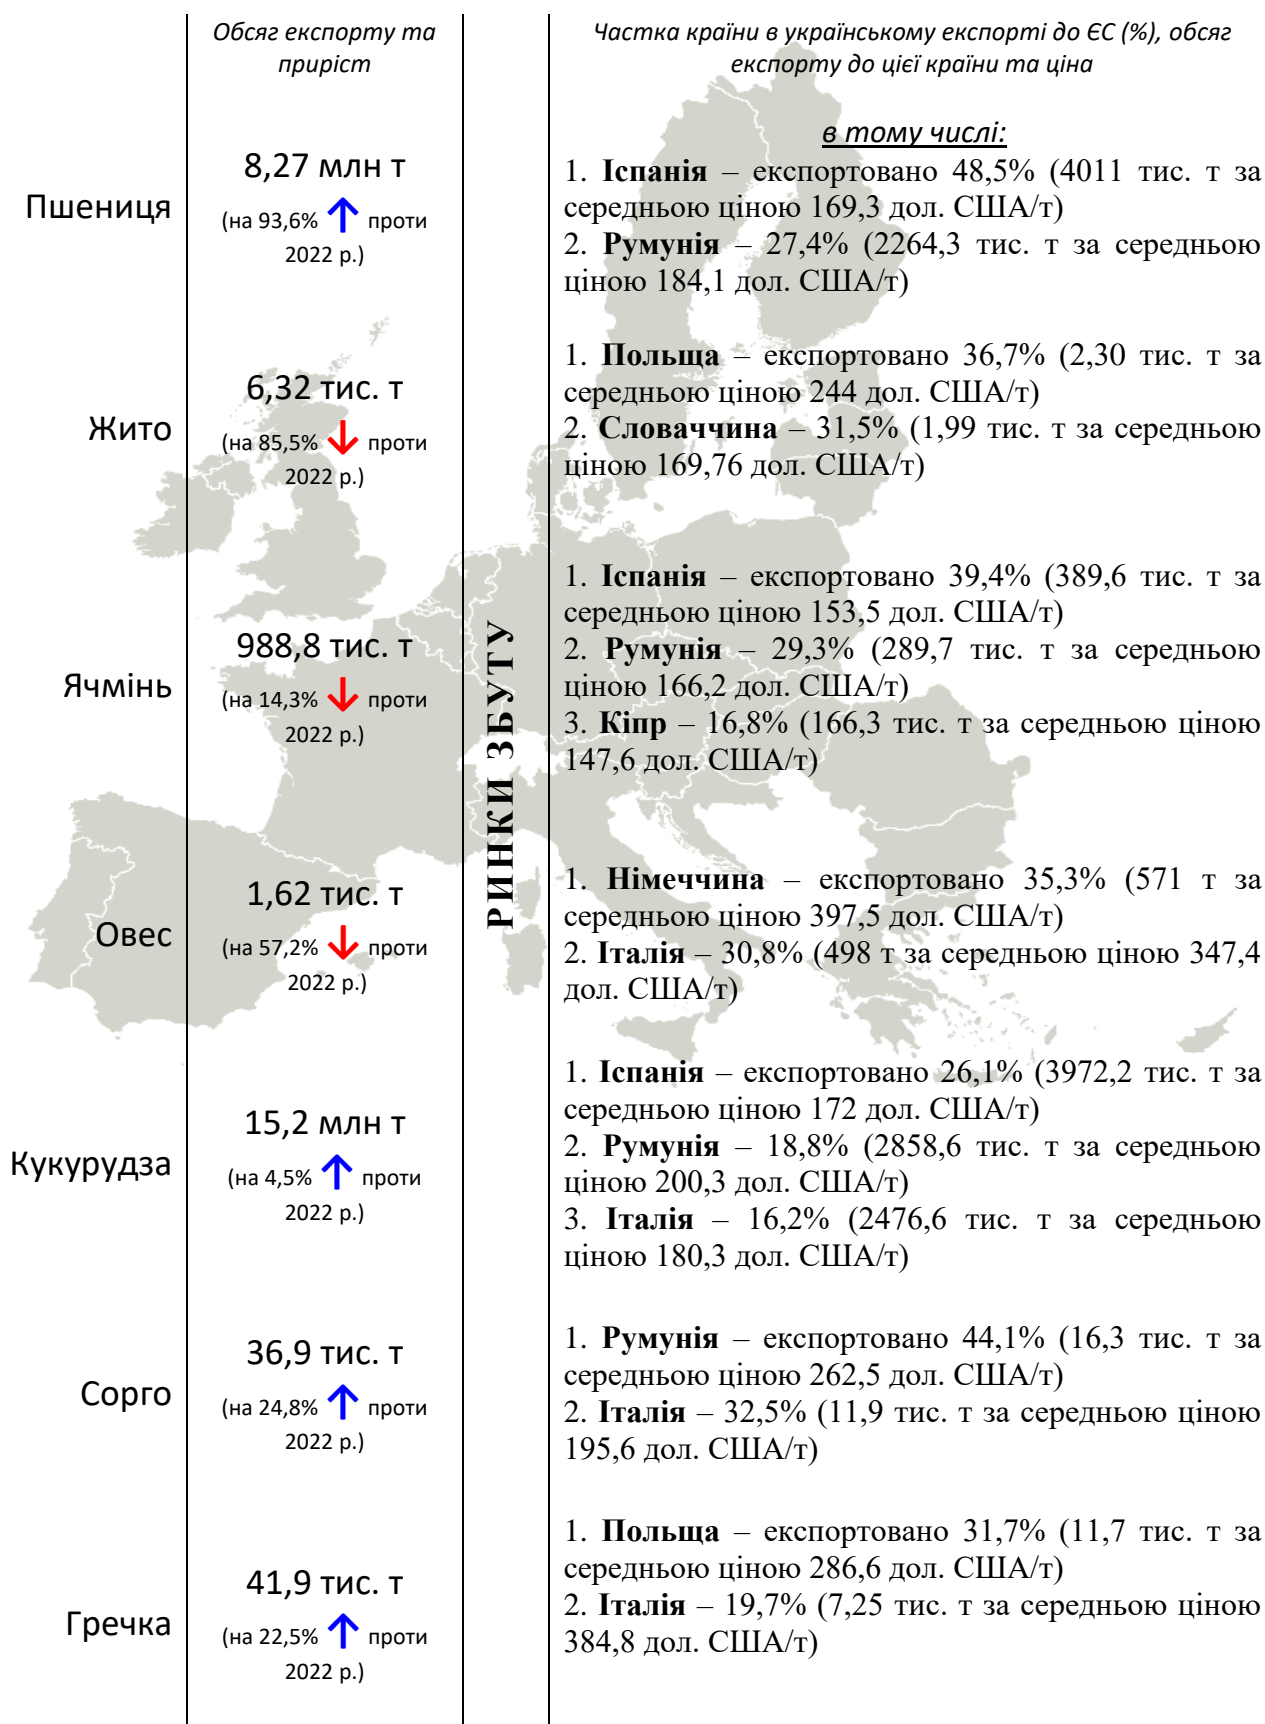 Обсяг експорту та
приріст
Частка країни в українському експорті до ЄС (%), обсяг
експорту до цієї країни та ціна
в тому числі:
Пшениця
8,27 млн т
(на 93,6% ↑ проти
2022 р.)
1. Іспанія – експортовано 48,5% (4011 тис. т за
середньою ціною 169,3 дол. США/т)
2. Румунія – 27,4% (2264,3 тис. т за середньою
ціною 184,1 дол. США/т)
Жито
6,32 тис. т
(на 85,5% ↓ проти
2022 р.)
1. Польща – експортовано 36,7% (2,30 тис. т за
середньою ціною 244 дол. США/т)
2. Словаччина – 31,5% (1,99 тис. т за середньою
ціною 169,76 дол. США/т)
РИНКИ ЗБУТУ
Ячмінь
988,8 тис. т
(на 14,3% ↓ проти
2022 р.)
1. Іспанія – експортовано 39,4% (389,6 тис. т за
середньою ціною 153,5 дол. США/т)
2. Румунія – 29,3% (289,7 тис. т за середньою
ціною 166,2 дол. США/т)
3. Кіпр – 16,8% (166,3 тис. т за середньою ціною
147,6 дол. США/т)
Овес
1,62 тис. т
(на 57,2% ↓ проти
2022 р.)
1. Німеччина – експортовано 35,3% (571 т за
середньою ціною 397,5 дол. США/т)
2. Італія – 30,8% (498 т за середньою ціною 347,4
дол. США/т)
Кукурудза
15,2 млн т
(на 4,5% ↑ проти
2022 р.)
1. Іспанія – експортовано 26,1% (3972,2 тис. т за
середньою ціною 172 дол. США/т)
2. Румунія – 18,8% (2858,6 тис. т за середньою
ціною 200,3 дол. США/т)
3. Італія – 16,2% (2476,6 тис. т за середньою
ціною 180,3 дол. США/т)
Сорго
36,9 тис. т
(на 24,8% ↑ проти
2022 р.)
1. Румунія – експортовано 44,1% (16,3 тис. т за
середньою ціною 262,5 дол. США/т)
2. Італія – 32,5% (11,9 тис. т за середньою ціною
195,6 дол. США/т)
Гречка
41,9 тис. т
(на 22,5% ↑ проти
2022 р.)
1. Польща – експортовано 31,7% (11,7 тис. т за
середньою ціною 286,6 дол. США/т)
2. Італія – 19,7% (7,25 тис. т за середньою ціною
384,8 дол. США/т)